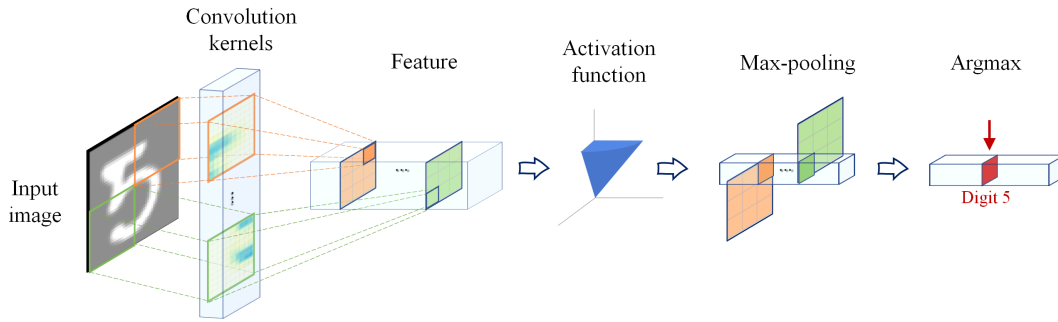 Convolution
kernels
Feature
Activation
function
Max-pooling
Argmax
Input
image
Digit 5